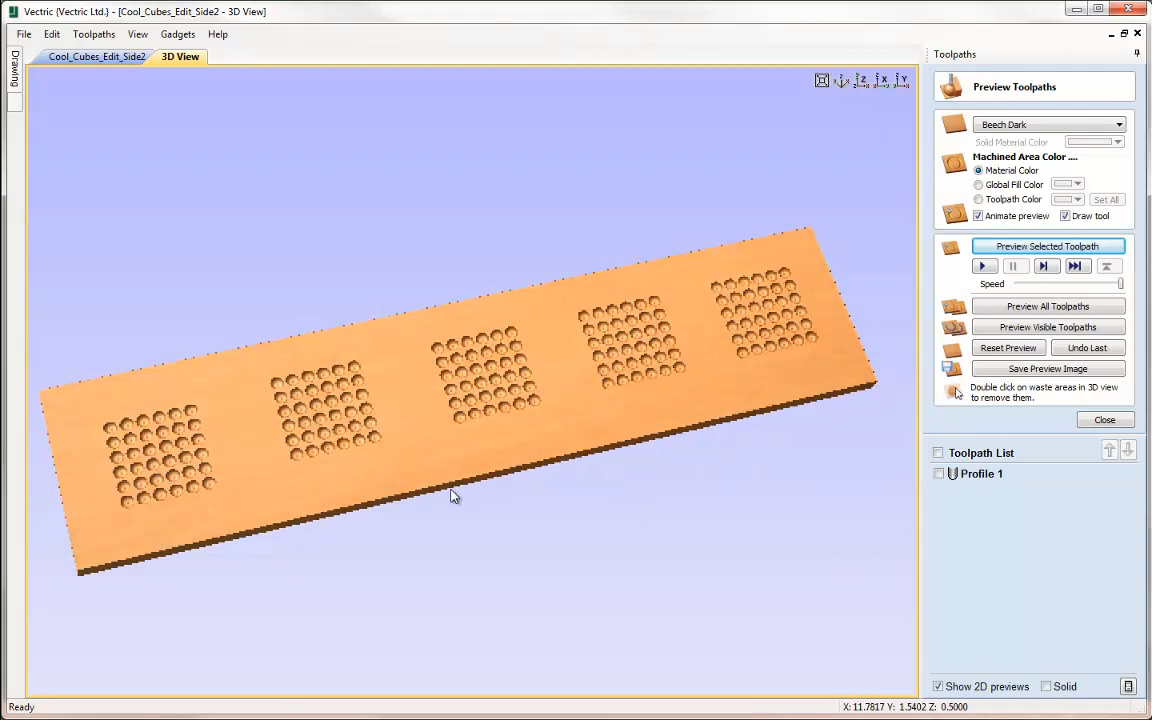 Vectric {Vectric Ltd.} - [Cool_Cubes_Edit_Side2 - 3D View]
File Edit Toolpaths View Gadgets Help
Drawing
Cool_Cubes_Edit_Side2 3D View
Z X Y
Toolpaths
Preview Toolpaths
Beech Dark
Solid Material Color
Machined Area Color ....
Material Color
Global Fill Color
Toolpath Color Set All
Animate preview Draw tool
Preview Selected Toolpath
Speed
Preview All Toolpaths
Preview Visible Toolpaths
Reset Preview Undo Last
Save Preview Image
Double click on waste areas in 3D view
to remove them.
Close
Toolpath List
Profile 1
Show 2D previews Solid
Ready X: 11.7817 Y: 1.5402 Z: 0.5000